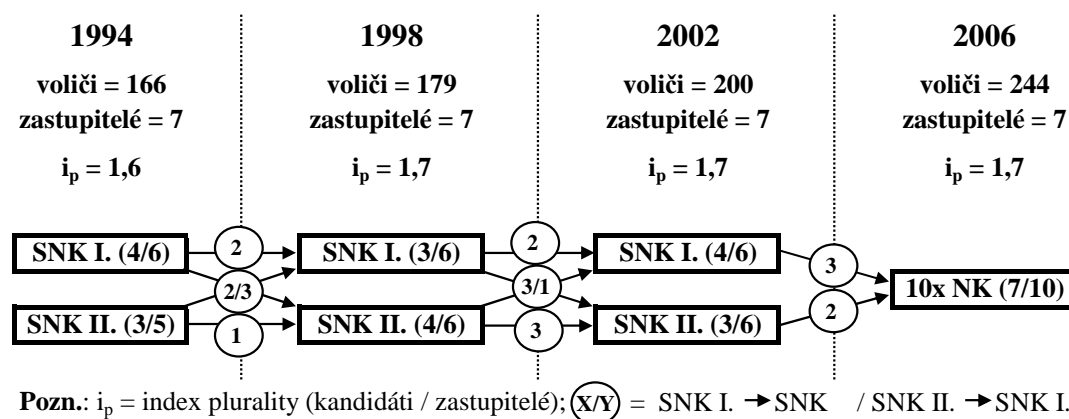 1994 1998 2002 2006
voliči = 166 voliči = 179 voliči = 200 voliči = 244
zastupitelé = 7 zastupitelé = 7 zastupitelé = 7 zastupitelé = 7
ip = 1,6 ip = 1,7 ip = 1,7 ip = 1,7
SNK I. (4/6) 2 SNK I. (3/6) 2 SNK I. (4/6) 3
2/3 3/1 10x NK (7/10)
SNK II. (3/5) 1 SNK II. (4/6) 3 SNK II. (3/6) 2
Pozn.: ip = index plurality (kandidáti / zastupitelé); X/Y = SNK I. → SNK / SNK II. → SNK I.